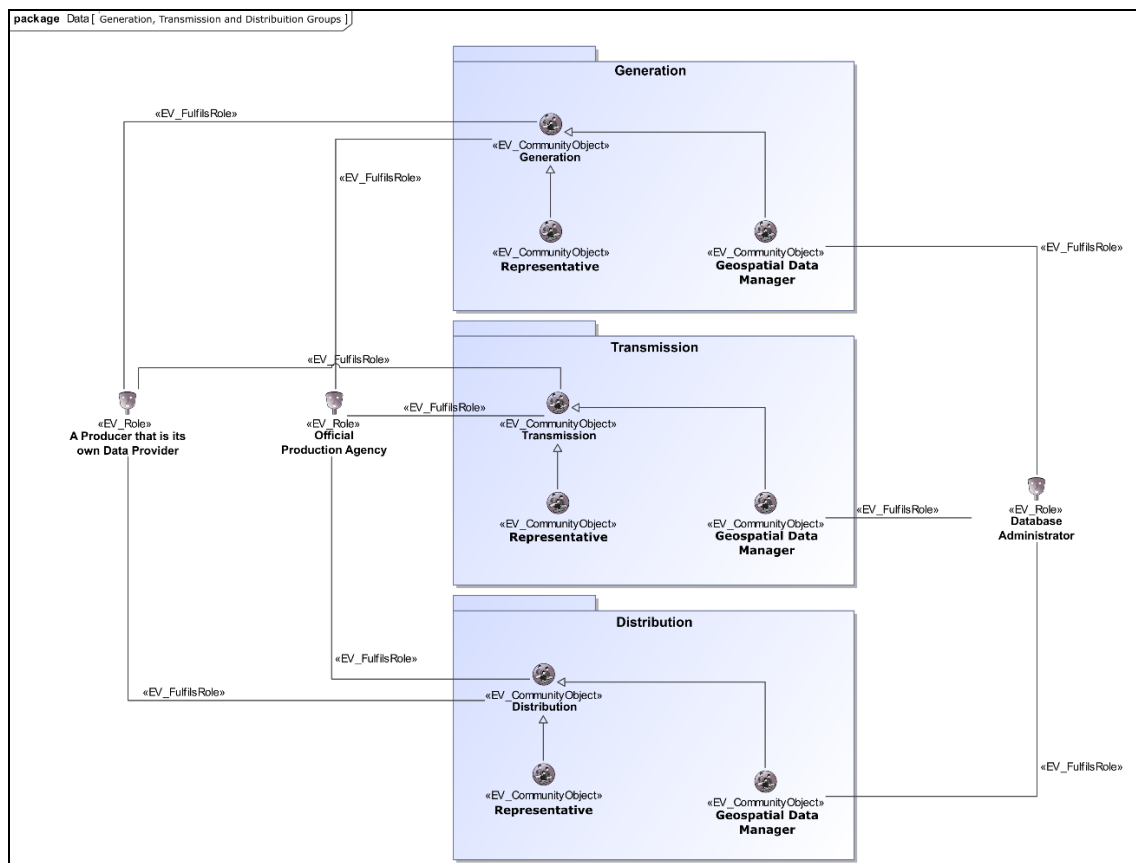 package Data [ Generation, Transmission and Distribuition Groups ]
Generation
«EV_FulfilsRole»
«EV_CommunityObject»
Generation
«EV_FulfilsRole»
«EV_CommunityObject»
Representative
«EV_CommunityObject»
Geospatial Data
Manager
«EV_FulfilsRole»
Transmission
«EV_FulfilsRole»
«EV_Role»
A Producer that is its
own Data Provider
«EV_Role»
Official
Production Agency
«EV_FulfilsRole»
«EV_CommunityObject»
Transmission
«EV_CommunityObject»
Representative
«EV_CommunityObject»
Geospatial Data
Manager
«EV_FulfilsRole»
«EV_Role»
Database
Administrator
Distribution
«EV_FulfilsRole»
«EV_FulfilsRole»
«EV_CommunityObject»
Distribution
«EV_CommunityObject»
Representative
«EV_CommunityObject»
Geospatial Data
Manager
«EV_FulfilsRole»